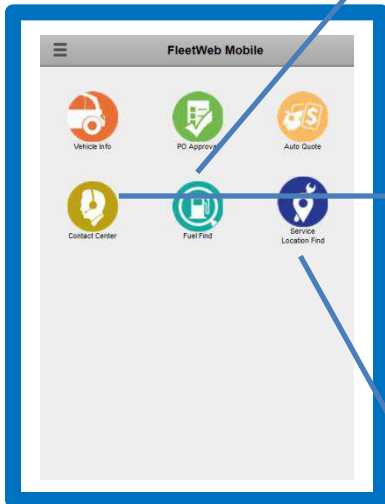 FleetWeb Mobile
Vehicle Info
PO Approval
Auto Quote
Contact Center
Fuel Find
Service
Location Find